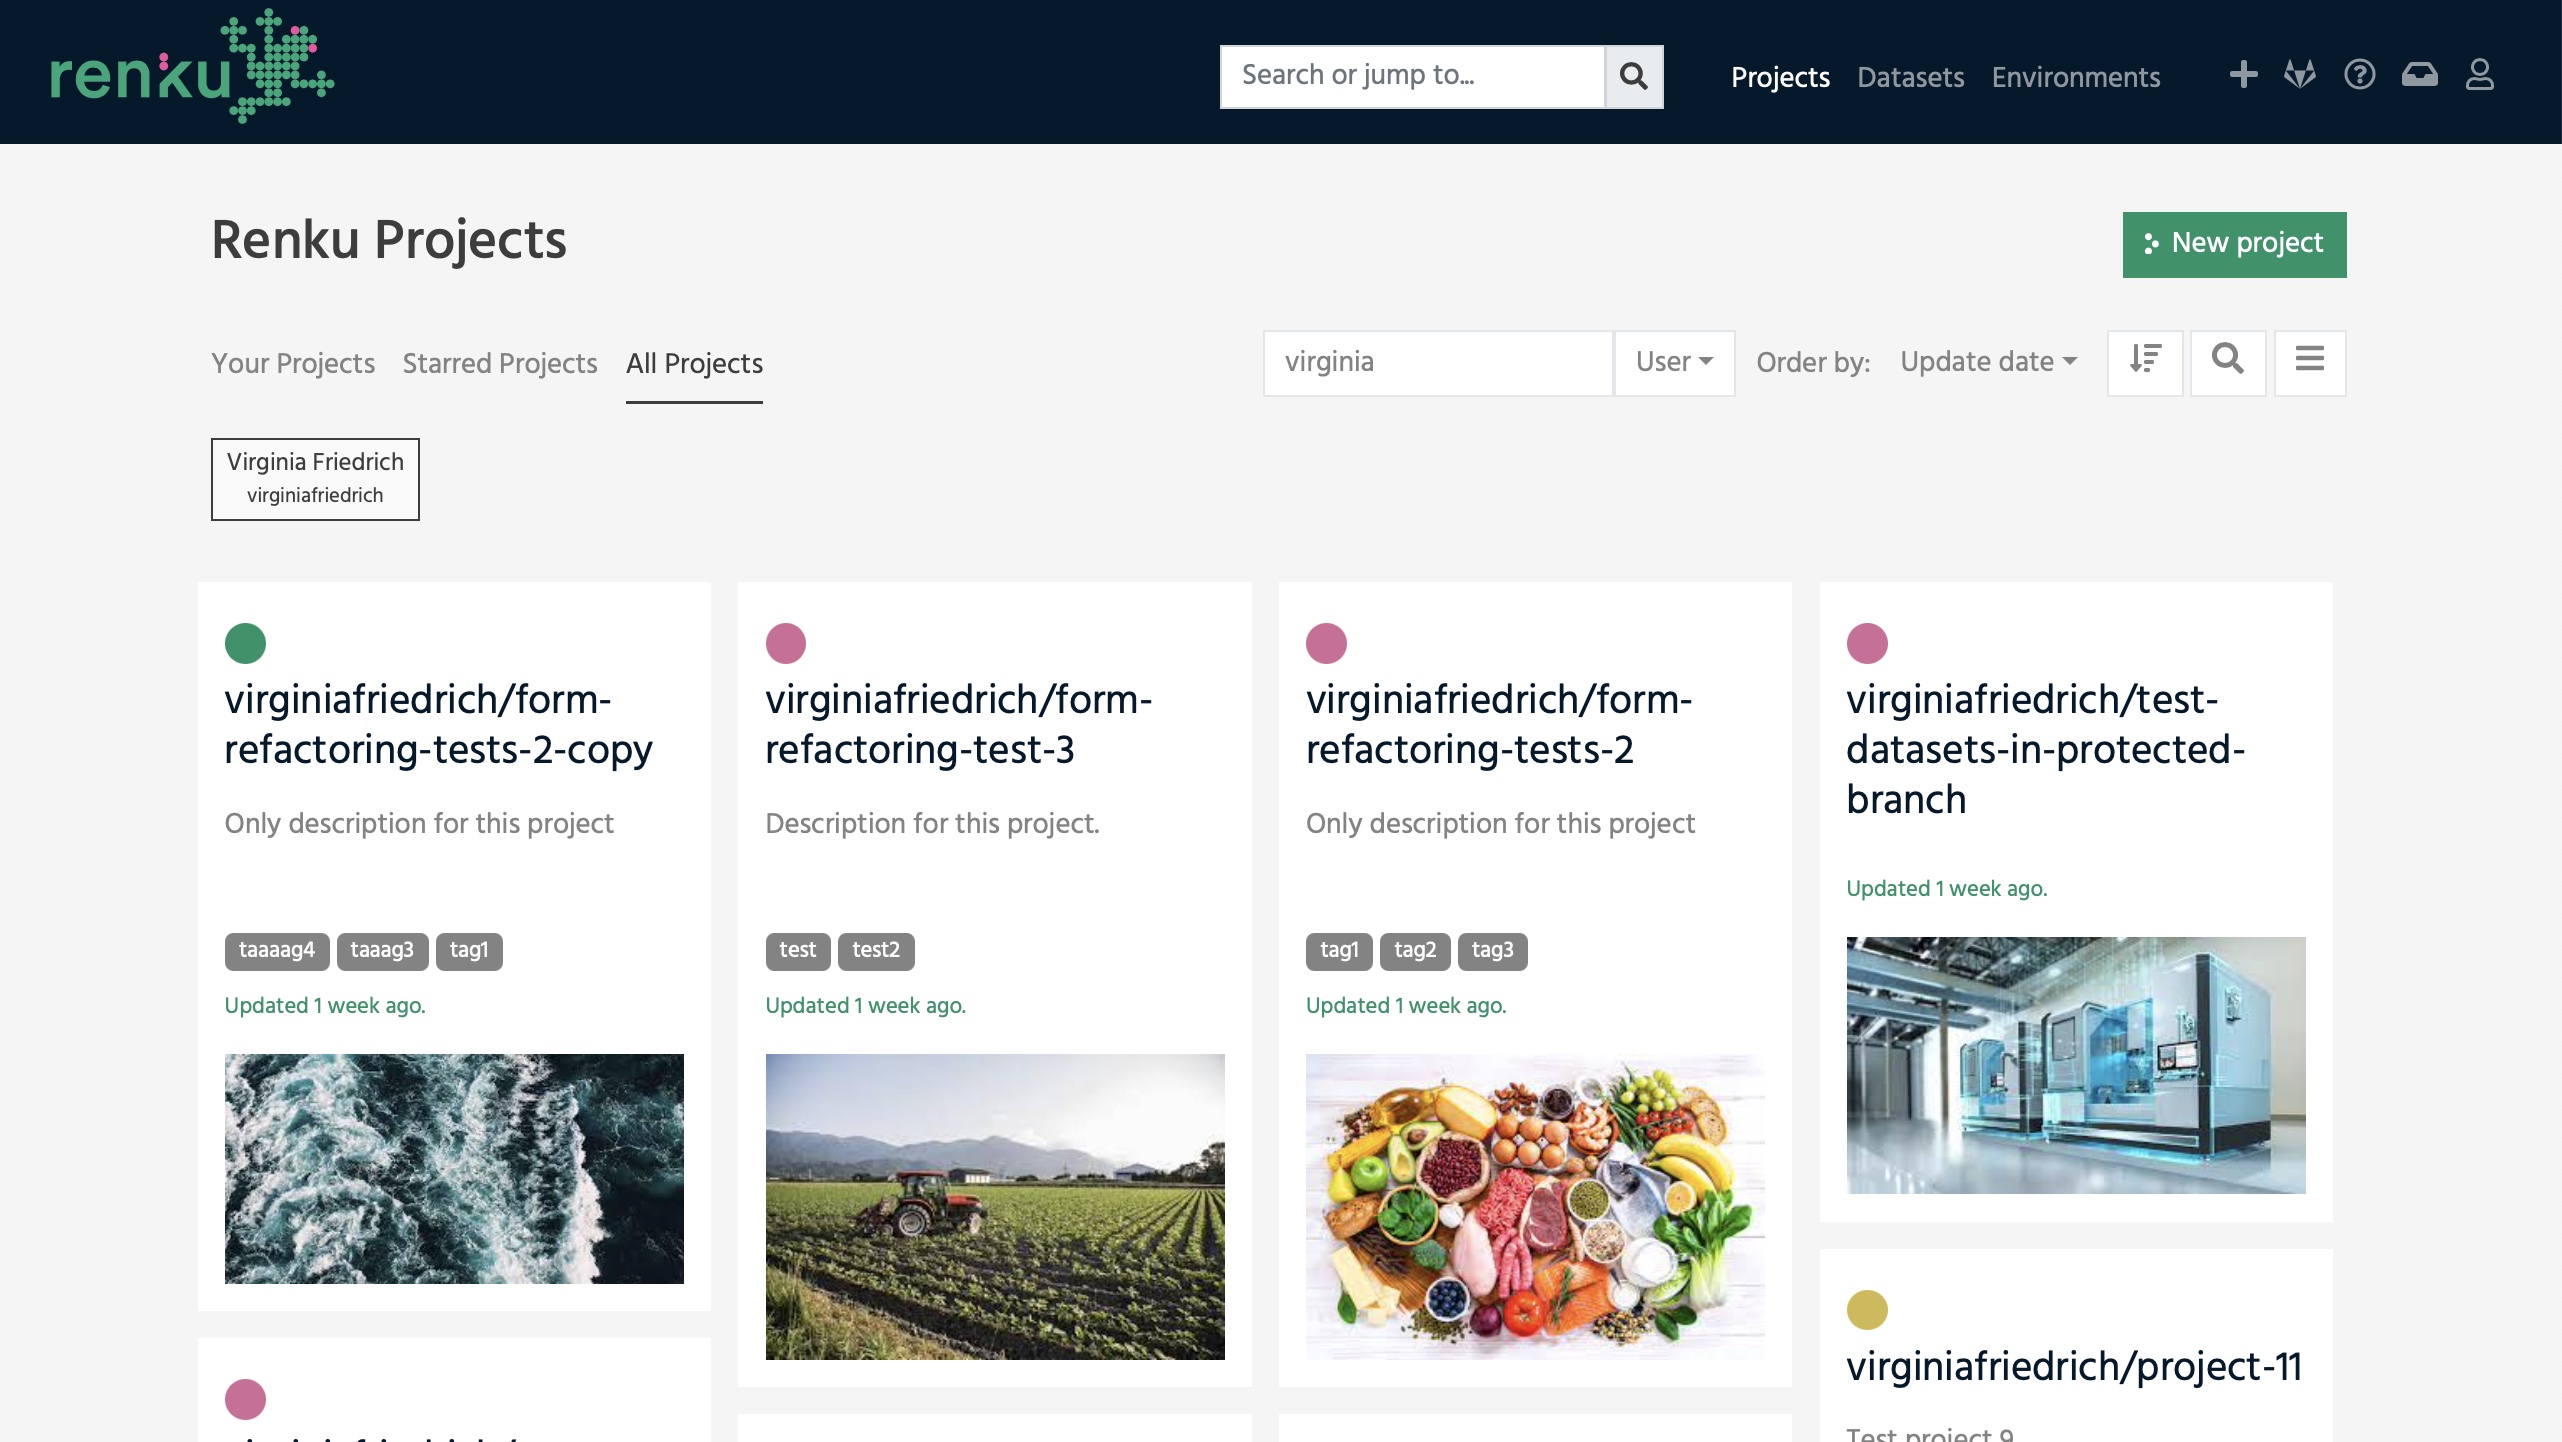 renku
Search or jump to...
Projects Datasets Environments
Renku Projects
New project
Your Projects Starred Projects All Projects
virginia User Order by: Update date
Virginia Friedrich
virginiafriedrich
virginiafriedrich/form-
refactoring-tests-2-copy
Only description for this project
taaaag4 taaag3 tag1
Updated 1 week ago.
virginiafriedrich/form-
refactoring-test-3
Description for this project.
test test2
Updated 1 week ago.
virginiafriedrich/form-
refactoring-tests-2
Only description for this project
tag1 tag2 tag3
Updated 1 week ago.
virginiafriedrich/test-
datasets-in-protected-
branch
Updated 1 week ago.
virginiafriedrich/project-11
Test project 9